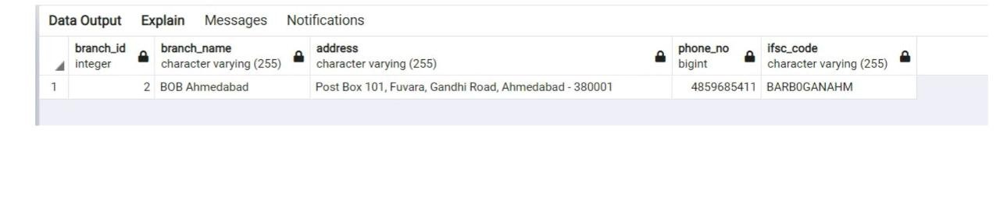 Data Output Explain Messages Notifications
branch_id branch_name address phone_no ifsc_code
integer character varying (255) character varying (255) bigint character varying (255)
1 2 BOB Ahmedabad Post Box 101, Fuvara, Gandhi Road, Ahmedabad - 380001 4859685411 BARB0GANAHM